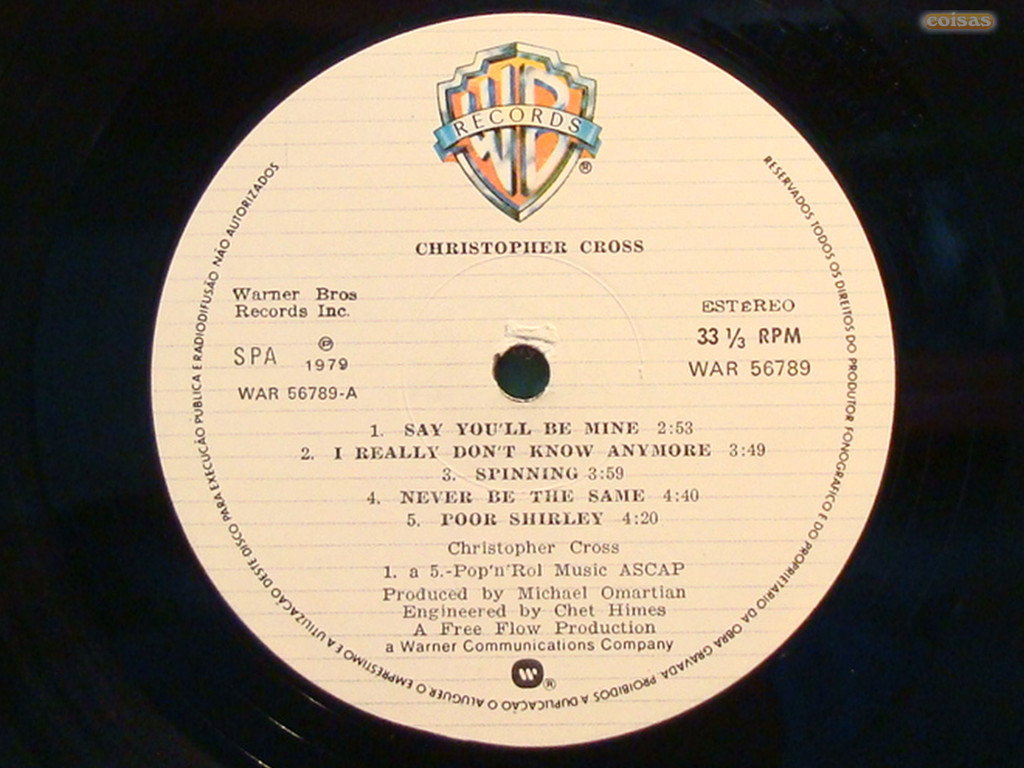 coisas
WB
RECORDS
®
CHRISTOPHER CROSS
Warner Bros
Records Inc.
ESTÉREO
33 1/3 RPM
SPA
℗
1979
WAR 56789
WAR 56789-A
1. SAY YOU'LL BE MINE 2:53
2. I REALLY DON'T KNOW ANYMORE 3:49
3. SPINNING 3:59
4. NEVER BE THE SAME 4:40
5. POOR SHIRLEY 4:20
Christopher Cross
1. a 5.-Pop'n'Rol Music ASCAP
Produced by Michael Omartian
Engineered by Chet Himes
A Free Flow Production
a Warner Communications Company
W®
RESERVADOS TODOS OS DIREITOS DO PRODUTOR FONOGRAFICO E DO PROPRIETARIO DA OBRA GRAVADA. PROIBIDOS A DUPLICAÇÃO O ALUGUER O EMPRESTIMO E A UTILIZAÇÃO DESTE DISCO PARA EXECUÇÃO PUBLICA E RADIODIFUSÃO NÃO AUTORIZADOS